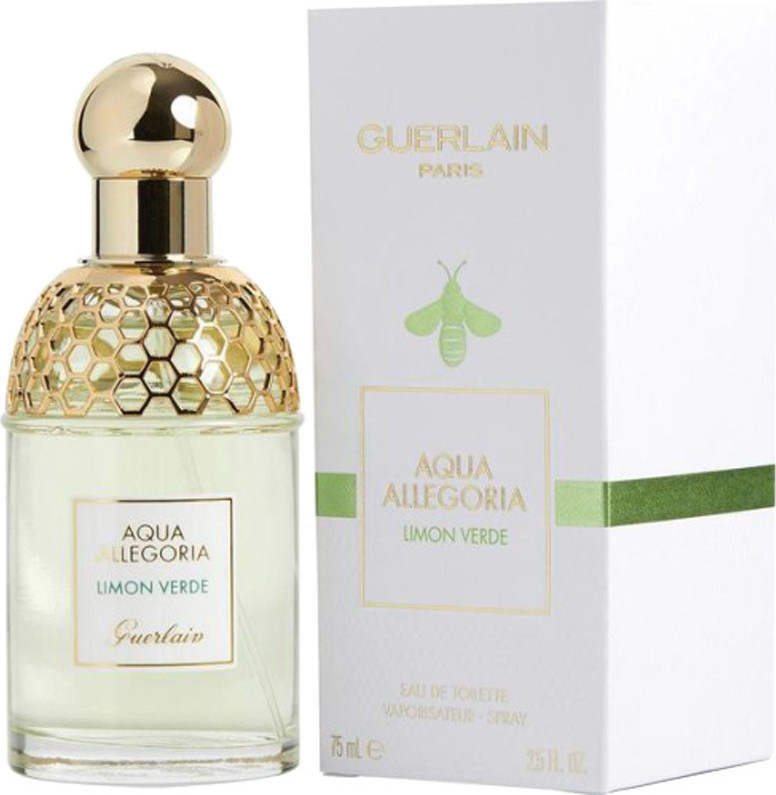 AQUA
ALLEGORIA
LIMON VERDE
Guerlain
GUERLAIN
PARIS
AQUA
ALLEGORIA
LIMON VERDE
EAU DE TOILETTE
VAPORISATEUR - SPRAY
75 mL ℮ 2.5 FL. OZ.